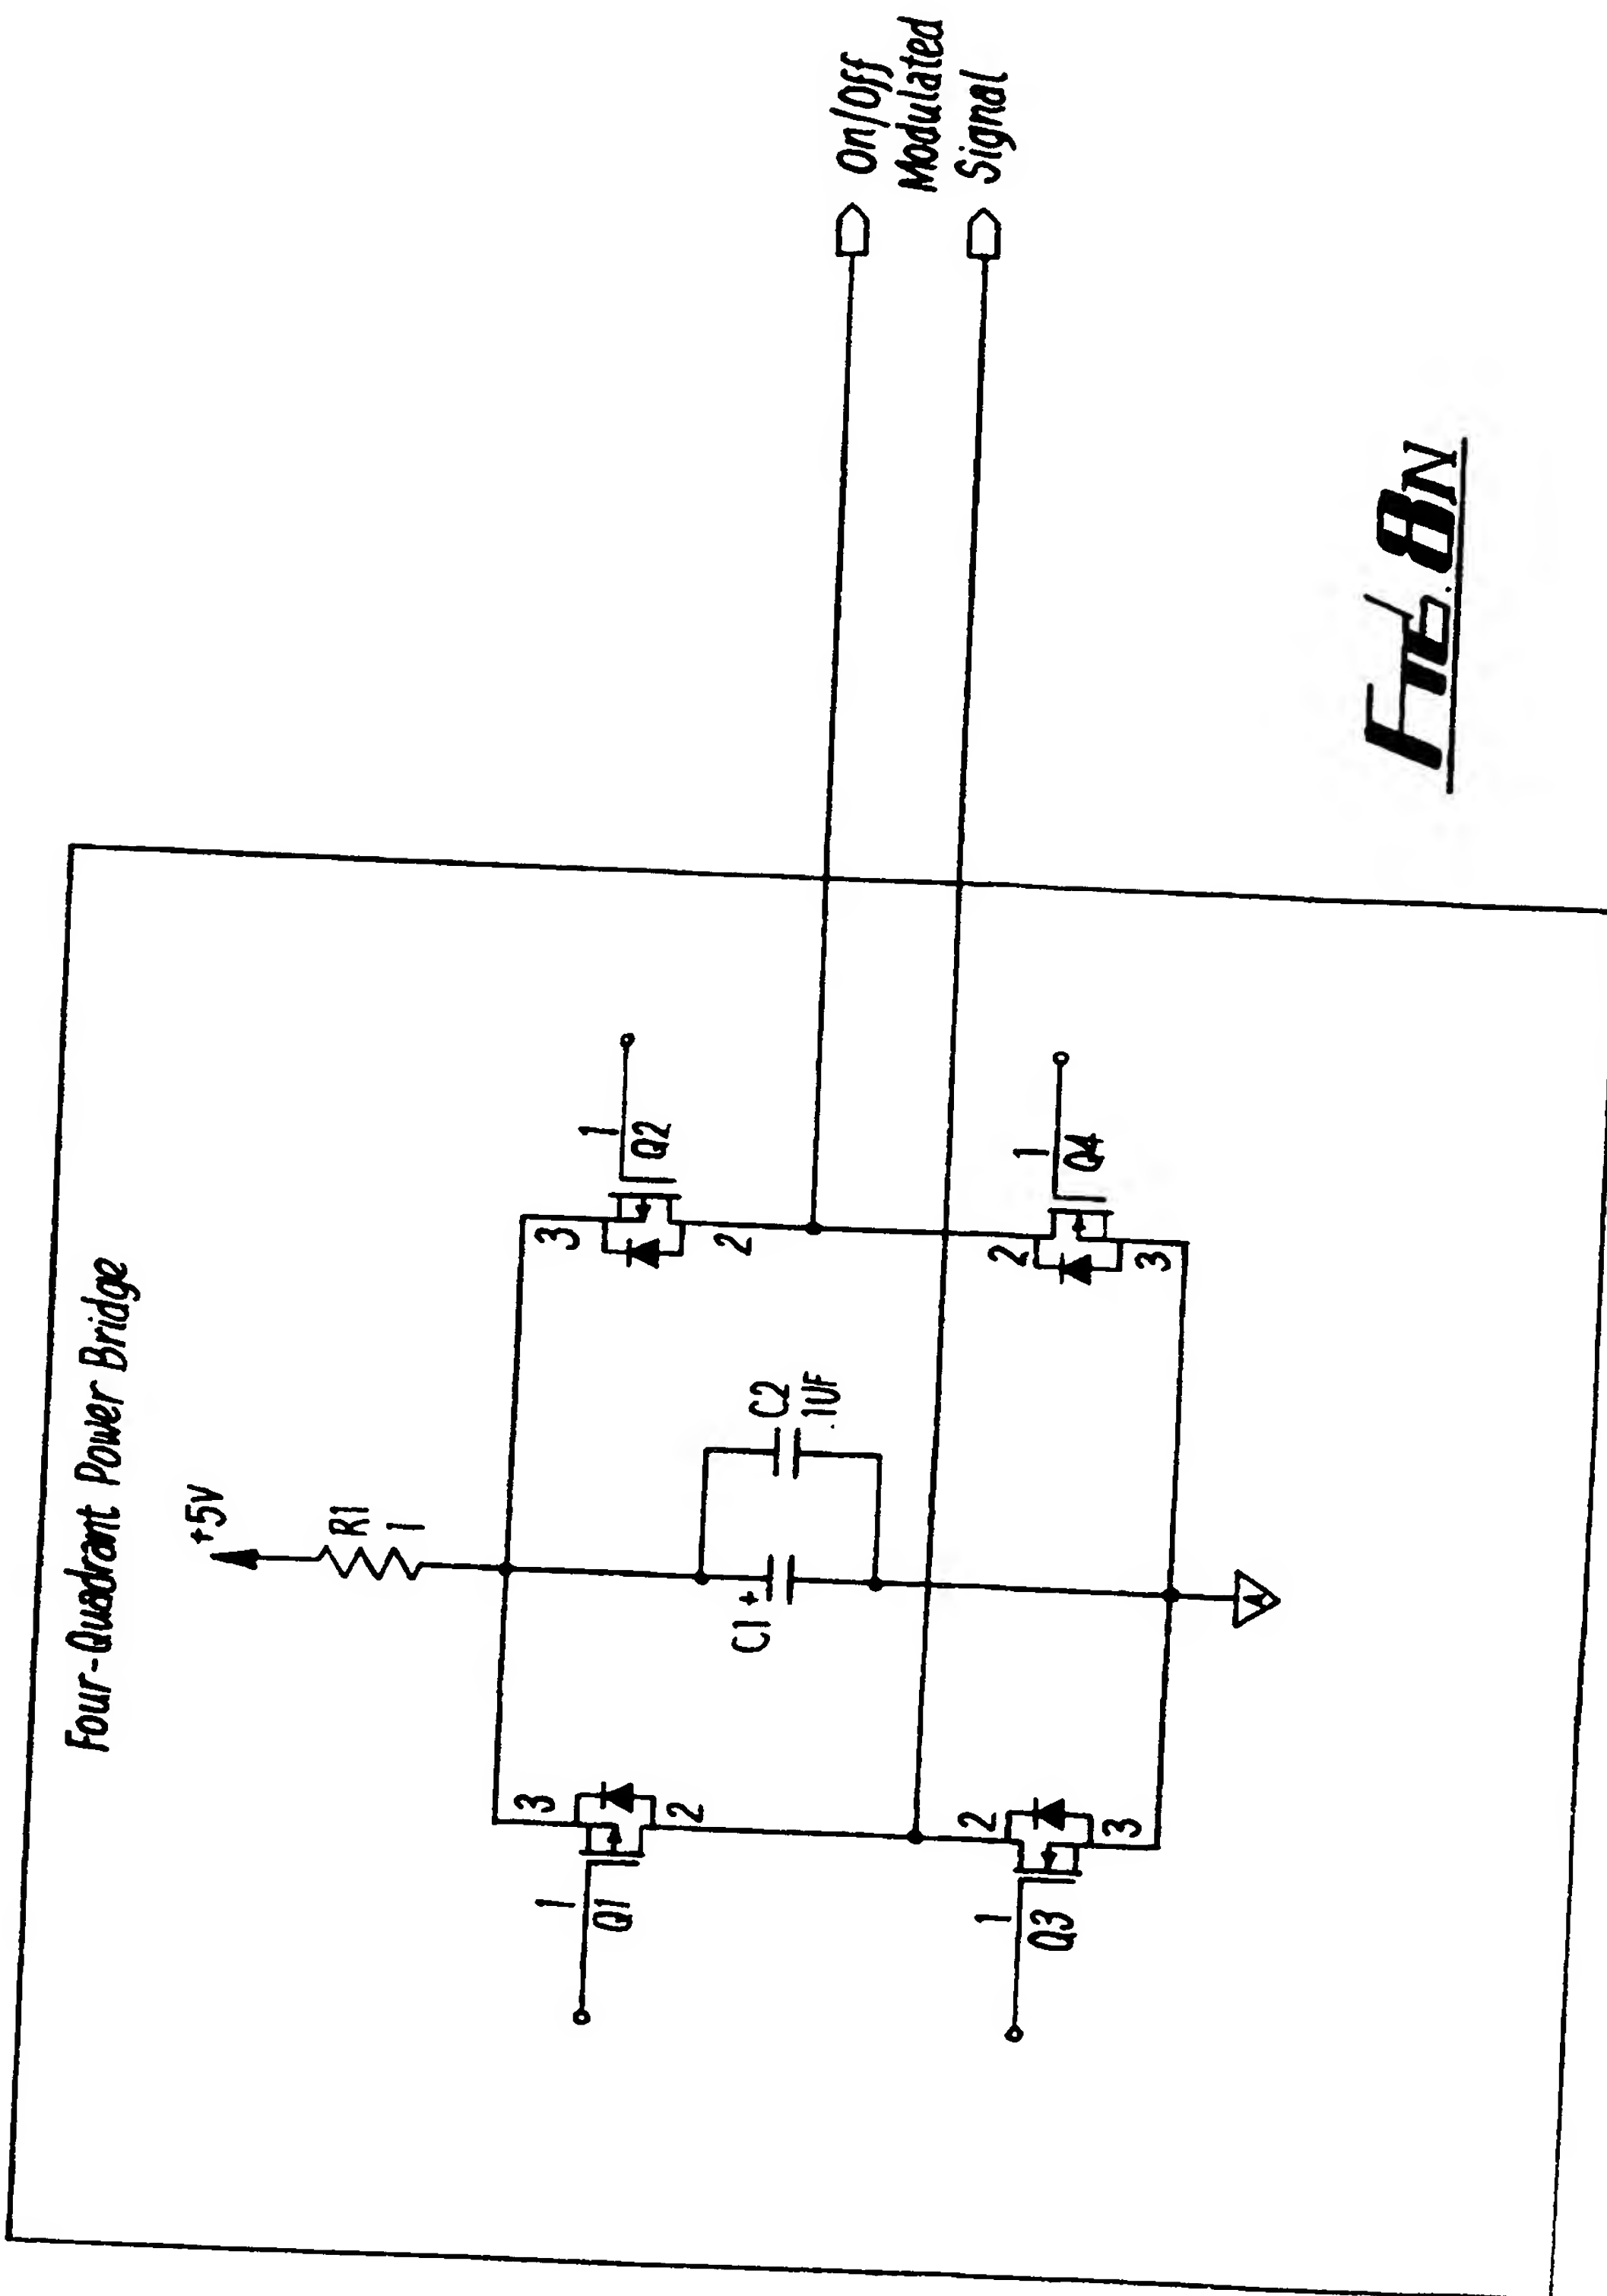 Four-Quadrant Power Bridge
+5V
R1
1
3
1
Q1
2
3
1
Q2
2
C1 +
C2
.1UF
2
1
Q3
3
2
1
Q4
3
On/Off
Modulated
Signal
FIG. 8N